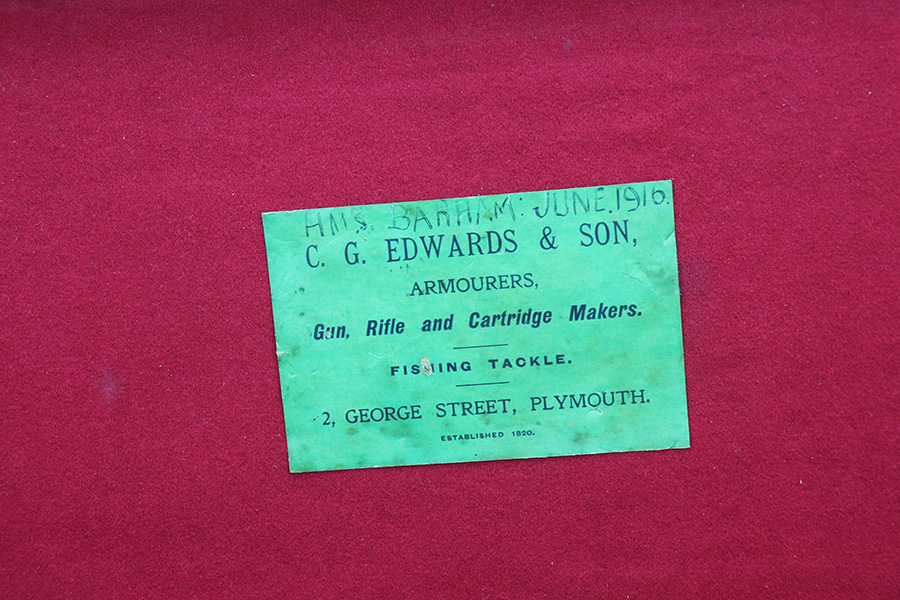 HMS. BARHAM: JUNE.1916.
C. G. EDWARDS & SON,
ARMOURERS,
Gun, Rifle and Cartridge Makers.
FISHING TACKLE.
2, GEORGE STREET, PLYMOUTH.
ESTABLISHED 1820.